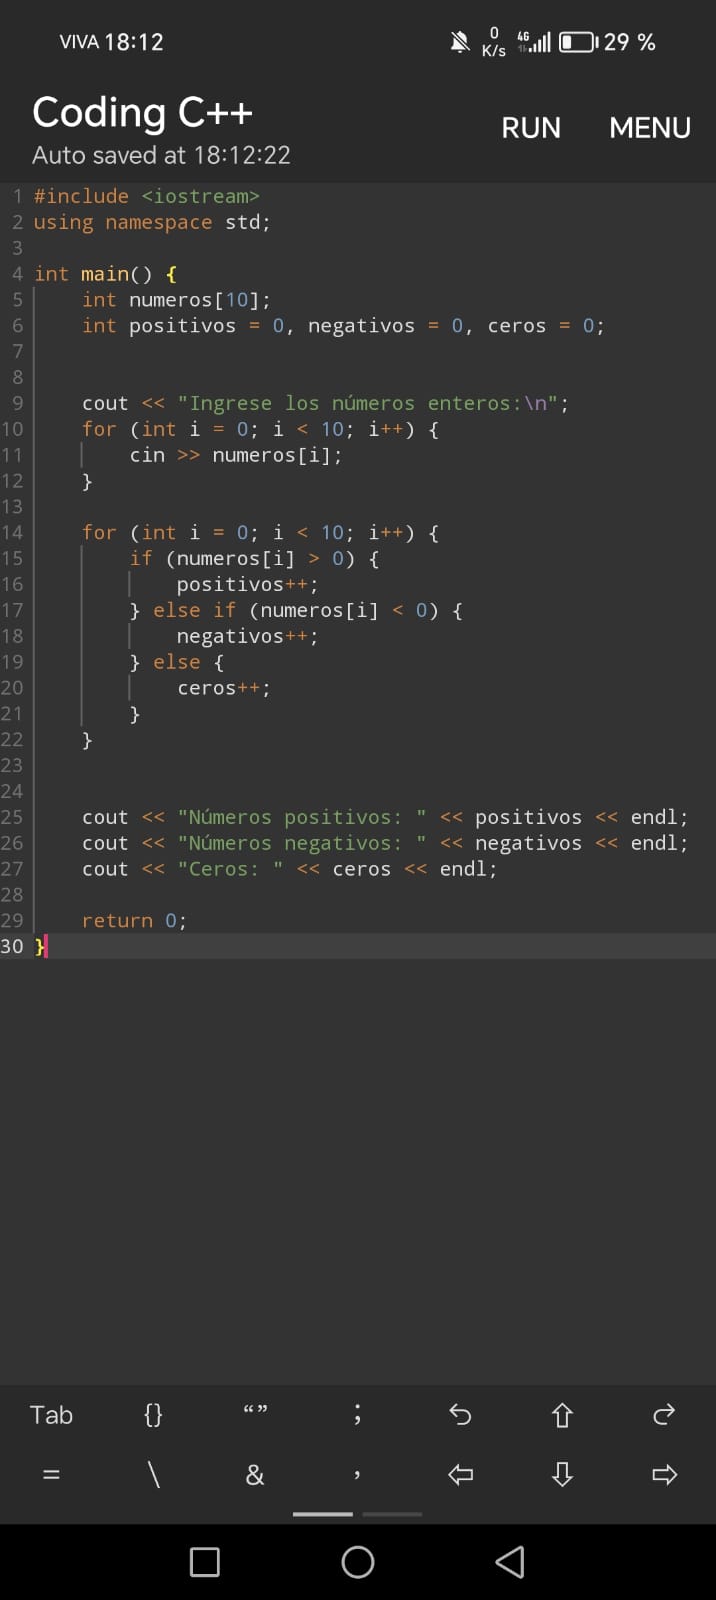 VIVA 18:12 0 K/s 4G 29 %
Coding C++
RUN MENU
Auto saved at 18:12:22
1 #include <iostream>
2 using namespace std;
3
4 int main() {
5     int numeros[10];
6     int positivos = 0, negativos = 0, ceros = 0;
7
8
9     cout << "Ingrese los números enteros:\n";
10     for (int i = 0; i < 10; i++) {
11         cin >> numeros[i];
12     }
13
14     for (int i = 0; i < 10; i++) {
15         if (numeros[i] > 0) {
16             positivos++;
17         } else if (numeros[i] < 0) {
18             negativos++;
19         } else {
20             ceros++;
21         }
22     }
23
24
25     cout << "Números positivos: " << positivos << endl;
26     cout << "Números negativos: " << negativos << endl;
27     cout << "Ceros: " << ceros << endl;
28
29     return 0;
30 }
Tab {} “” ;
= \ & ,